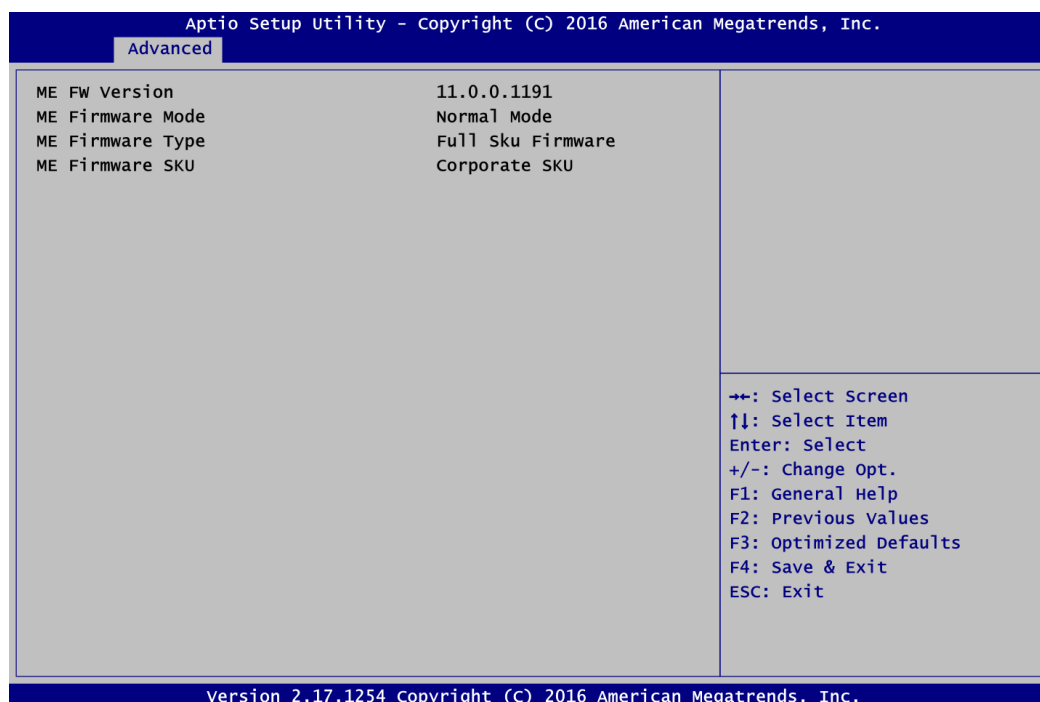 Aptio Setup Utility – Copyright (C) 2016 American Megatrends, Inc.
Advanced
ME FW Version 11.0.0.1191
ME Firmware Mode Normal Mode
ME Firmware Type Full Sku Firmware
ME Firmware SKU Corporate SKU
→←: Select Screen
↑↓: Select Item
Enter: Select
+/-: Change Opt.
F1: General Help
F2: Previous Values
F3: Optimized Defaults
F4: Save & Exit
ESC: Exit
Version 2.17.1254 Copyright (C) 2016 American Megatrends, Inc.